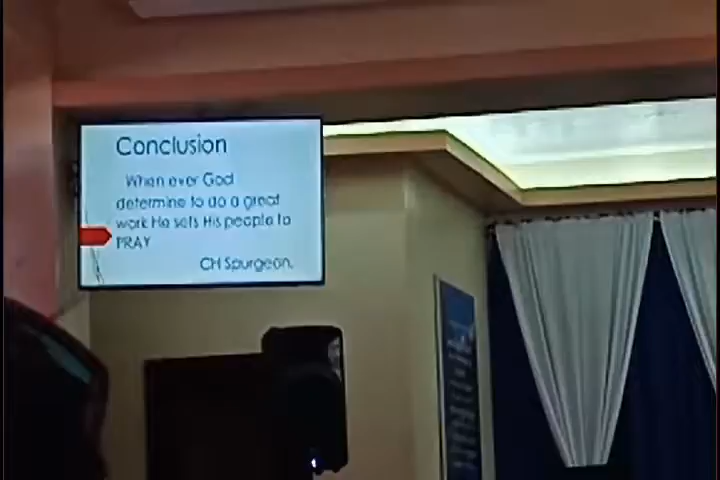 Conclusion
When ever God
determine to do a great
work He sets His people to
PRAY
CH Spurgeon.